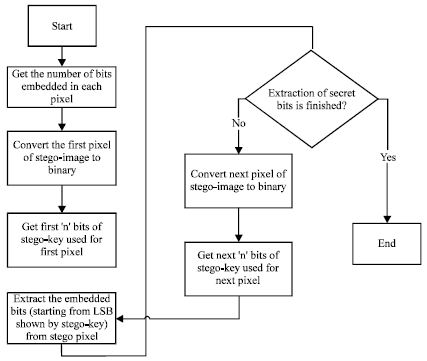 Start
Get the number of bits
embedded in each
pixel
Convert the first pixel
of stego-image to
binary
Get first 'n' bits of
stego-key used for
first pixel
Extract the embedded
bits (starting from LSB
shown by stego-key)
from stego pixel
Extraction of secret
bits is finished?
No
Convert next pixel of
stego-image to binary
Get next 'n' bits of
stego-key used for
next pixel
Yes
End